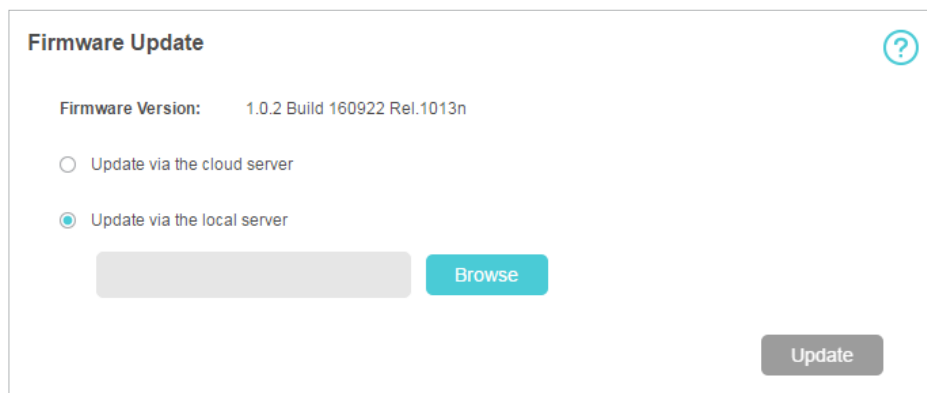 Firmware Update
?
Firmware Version: 1.0.2 Build 160922 Rel.1013n
Update via the cloud server
Update via the local server
Browse
Update